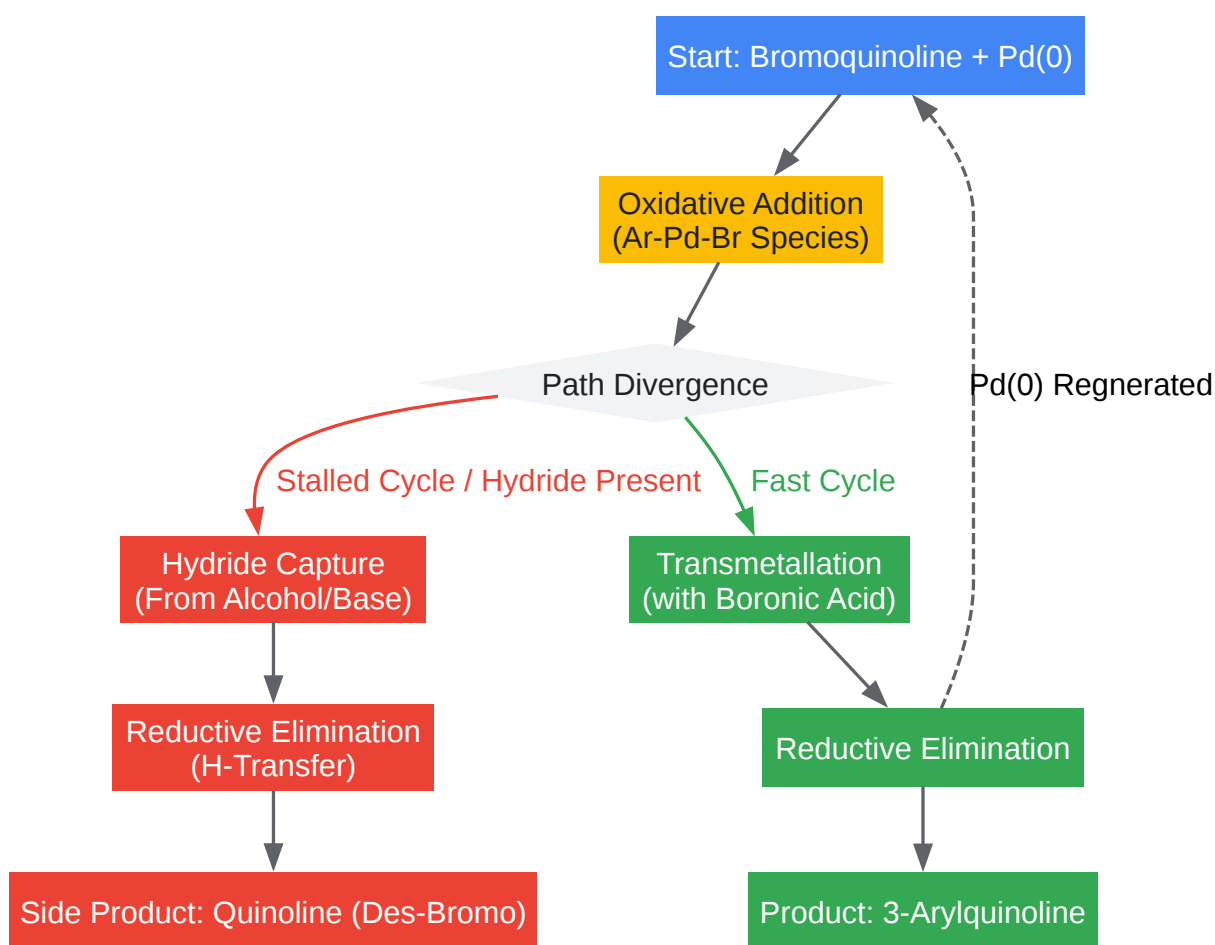 Start: Bromoquinoline + Pd(0)
Oxidative Addition
(Ar-Pd-Br Species)
Path Divergence
Pd(0) Regnerated
Stalled Cycle / Hydride Present
Fast Cycle
Hydride Capture
(From Alcohol/Base)
Transmetallation
(with Boronic Acid)
Reductive Elimination
(H-Transfer)
Reductive Elimination
Side Product: Quinoline (Des-Bromo)
Product: 3-Arylquinoline